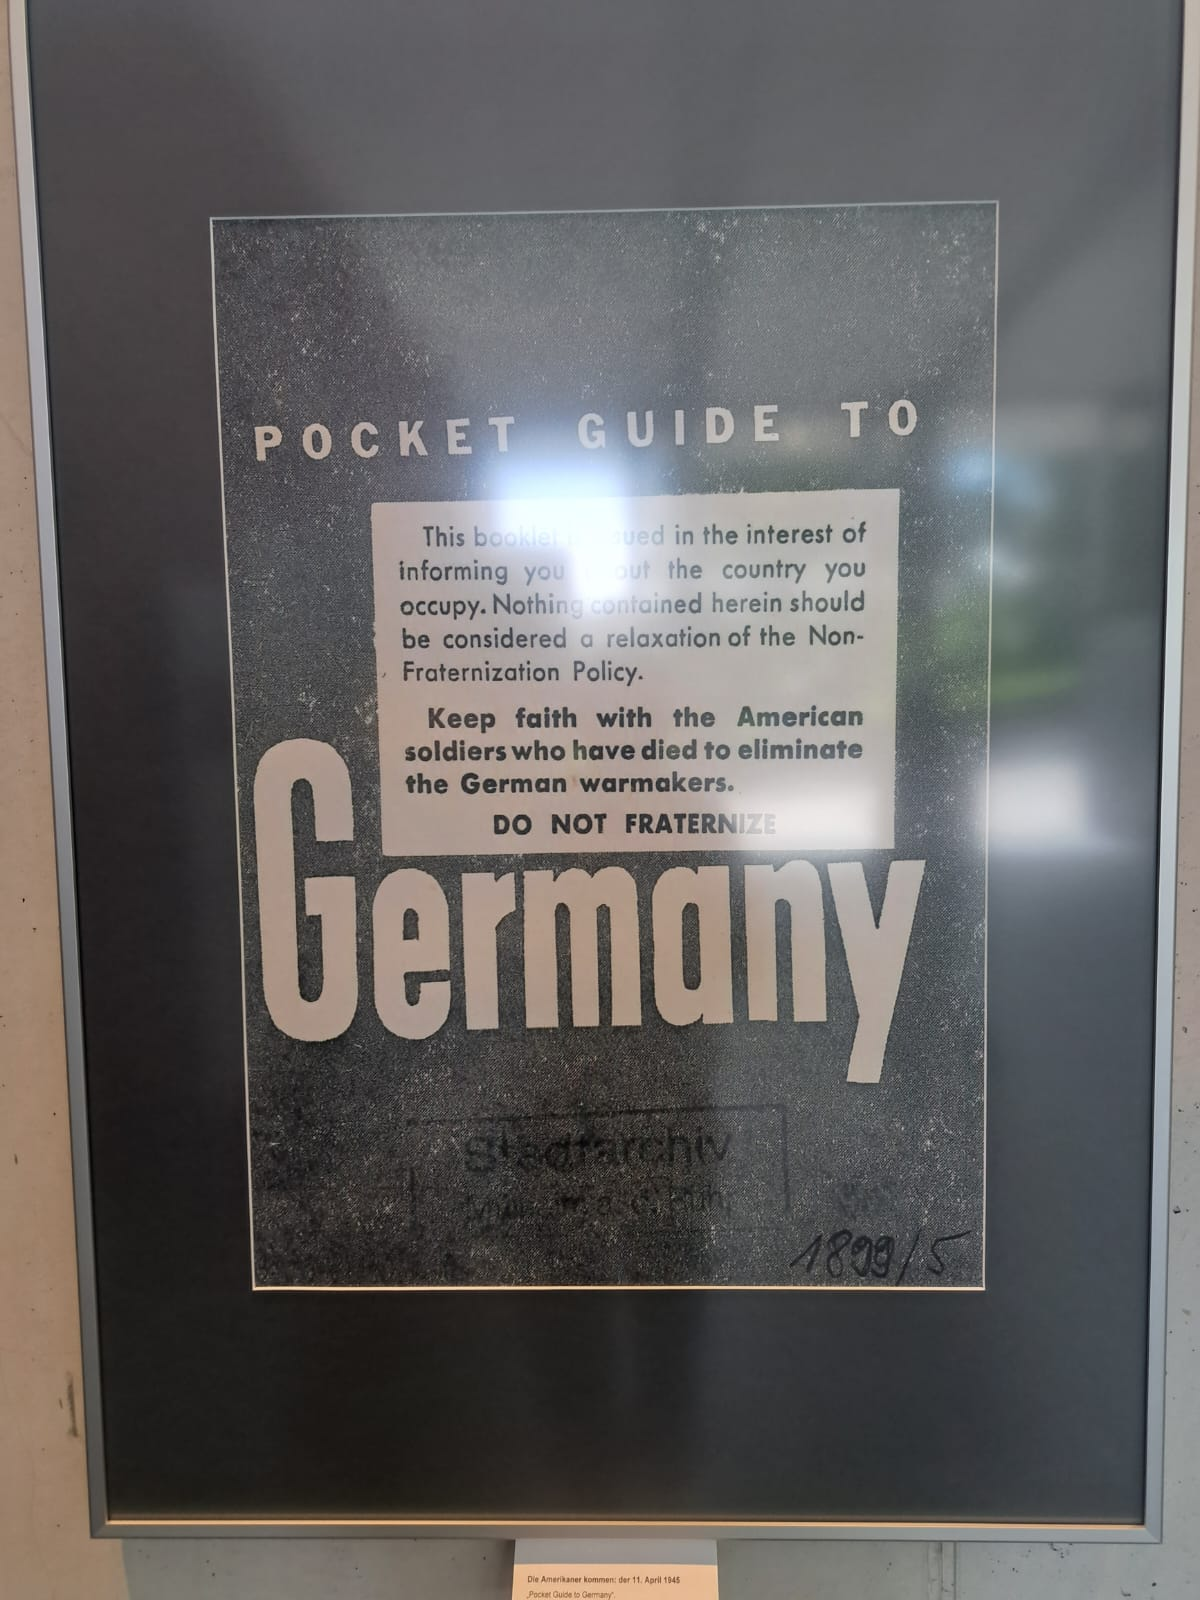 POCKET GUIDE TO
This booklet is issued in the interest of
informing you about the country you
occupy. Nothing contained herein should
be considered a relaxation of the Non-
Fraternization Policy.
Keep faith with the American
soldiers who have died to eliminate
the German warmakers.
DO NOT FRATERNIZE
Germany
Stadtarchiv
1899/5
Die Amerikaner kommen: der 11. April 1945
„Pocket Guide to Germany".